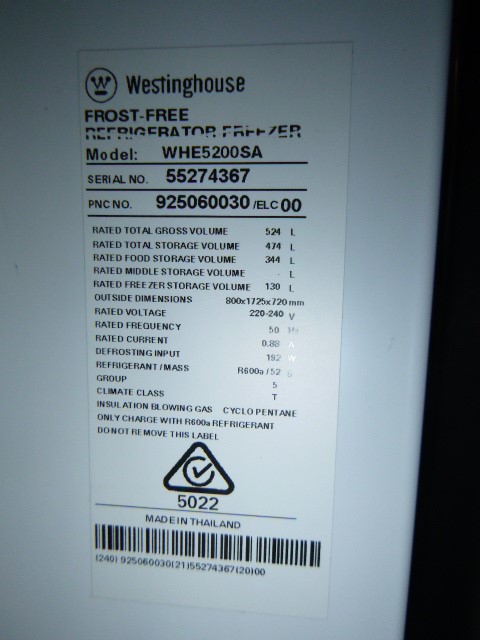 W Westinghouse
FROST-FREE
REFRIGERATOR FREEZER
Model: WHE5200SA
SERIAL NO. 55274367
PNC NO. 925060030 /ELC 00
RATED TOTAL GROSS VOLUME 524 L
RATED TOTAL STORAGE VOLUME 474 L
RATED FOOD STORAGE VOLUME 344 L
RATED MIDDLE STORAGE VOLUME - L
RATED FREEZER STORAGE VOLUME 130 L
OUTSIDE DIMENSIONS 800x1725x720 mm
RATED VOLTAGE 220-240 V
RATED FREQUENCY 50 Hz
RATED CURRENT 0.88 A
DEFROSTING INPUT 192 W
REFRIGERANT/MASS R600a /52 G
GROUP 5
CLIMATE CLASS T
INSULATION BLOWING GAS CYCLO PENTANE
ONLY CHARGE WITH R600a REFRIGERANT
DO NOT REMOVE THIS LABEL
5022
MADE IN THAILAND
(240) 925060030(21)55274367(20)00